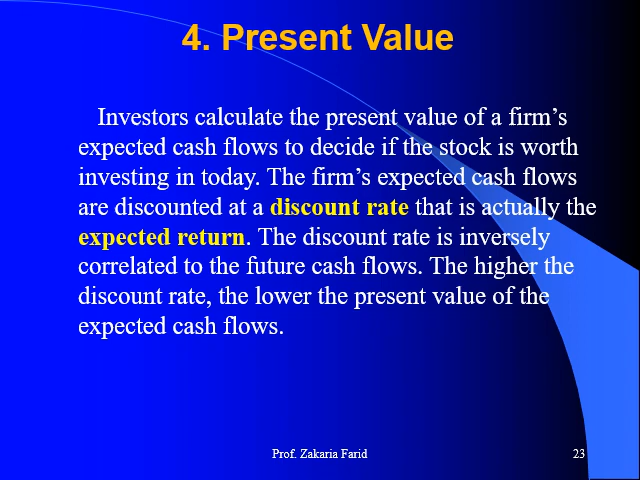 4. Present Value
Investors calculate the present value of a firm’s
expected cash flows to decide if the stock is worth
investing in today. The firm’s expected cash flows
are discounted at a discount rate that is actually the
expected return. The discount rate is inversely
correlated to the future cash flows. The higher the
discount rate, the lower the present value of the
expected cash flows.
Prof. Zakaria Farid
23